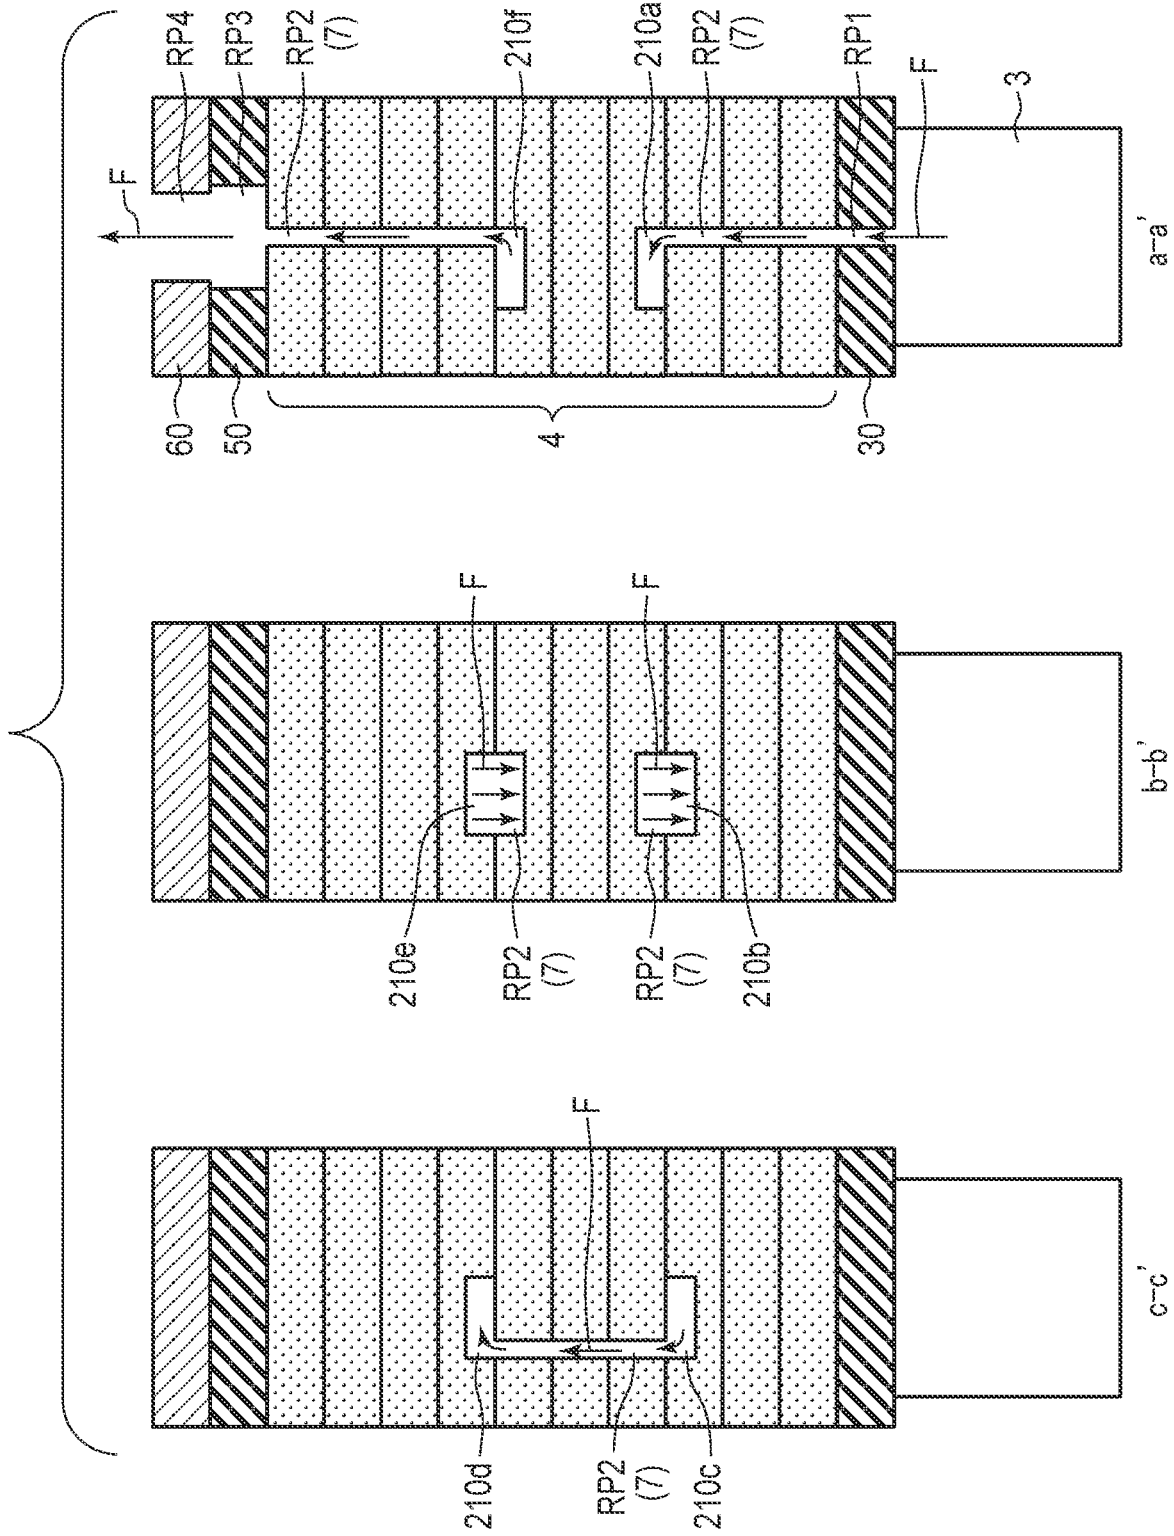 210d
F
RP2
(7)
210c
c-c'
210e
F
RP2
(7)
F
RP2
(7)
210b
b-b'
F
60
RP4
50
RP3
RP2
(7)
210f
4
210a
RP2
(7)
30
RP1
F
3
a-a'